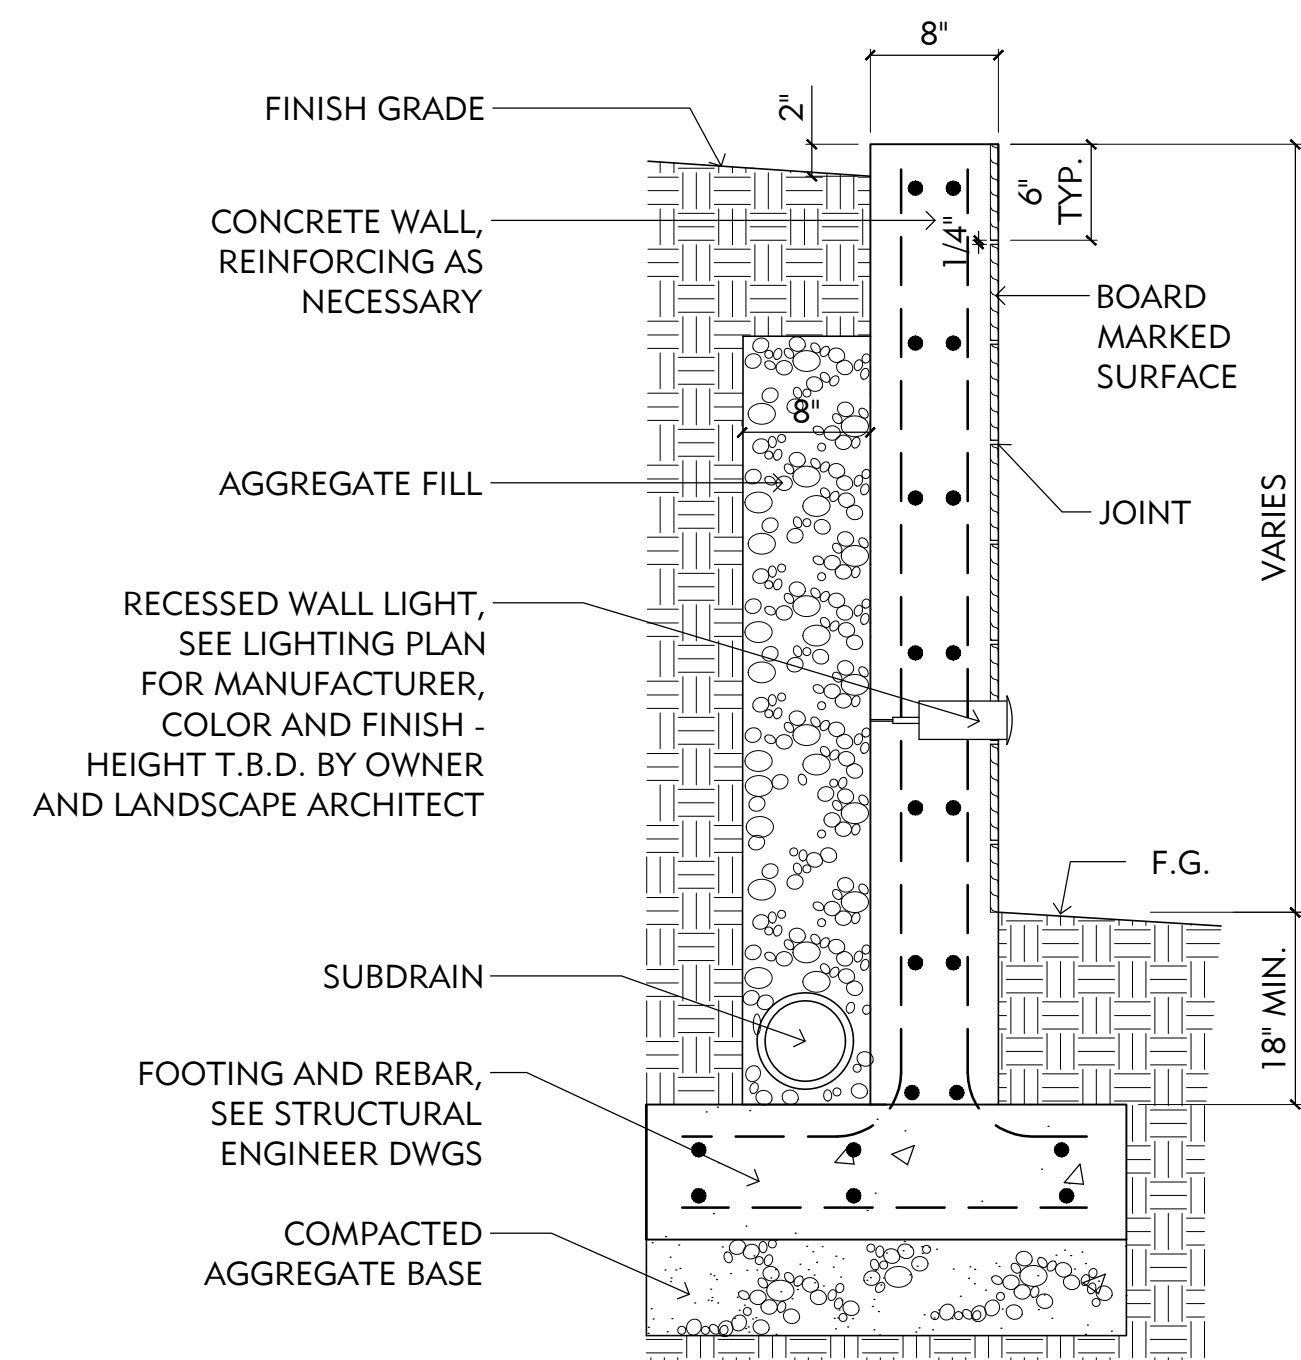 8"
2"
FINISH GRADE
6"
TYP.
CONCRETE WALL,
REINFORCING AS
NECESSARY
1/4"
BOARD
MARKED
SURFACE
8"
AGGREGATE FILL
JOINT
VARIES
RECESSED WALL LIGHT,
SEE LIGHTING PLAN
FOR MANUFACTURER,
COLOR AND FINISH -
HEIGHT T.B.D. BY OWNER
AND LANDSCAPE ARCHITECT
F.G.
SUBDRAIN
18" MIN.
FOOTING AND REBAR,
SEE STRUCTURAL
ENGINEER DWGS
COMPACTED
AGGREGATE BASE